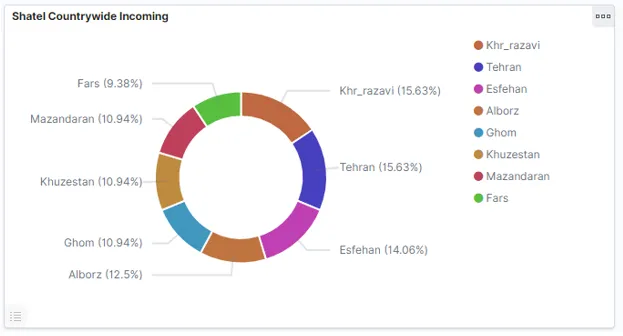 Shatel Countrywide Incoming
Khr_razavi
Tehran
Esfehan
Alborz
Ghom
Khuzestan
Mazandaran
Fars
Fars (9.38%)
Khr_razavi (15.63%)
Mazandaran (10.94%)
Tehran (15.63%)
Khuzestan (10.94%)
Ghom (10.94%)
Esfehan (14.06%)
Alborz (12.5%)